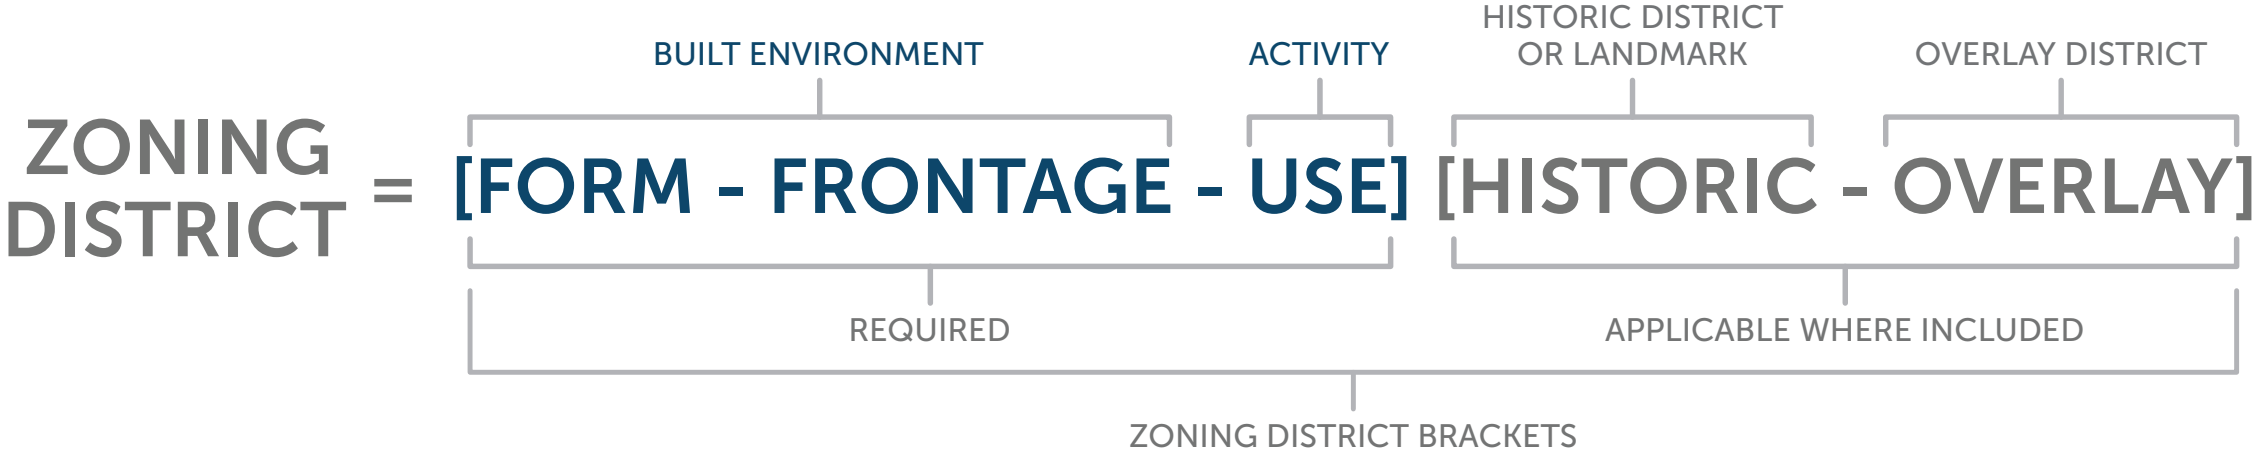 HISTORIC DISTRICT
OR LANDMARK
BUILT ENVIRONMENT
ACTIVITY
OVERLAY DISTRICT
ZONING
DISTRICT
= [FORM - FRONTAGE - USE] [HISTORIC - OVERLAY]
REQUIRED
APPLICABLE WHERE INCLUDED
ZONING DISTRICT BRACKETS